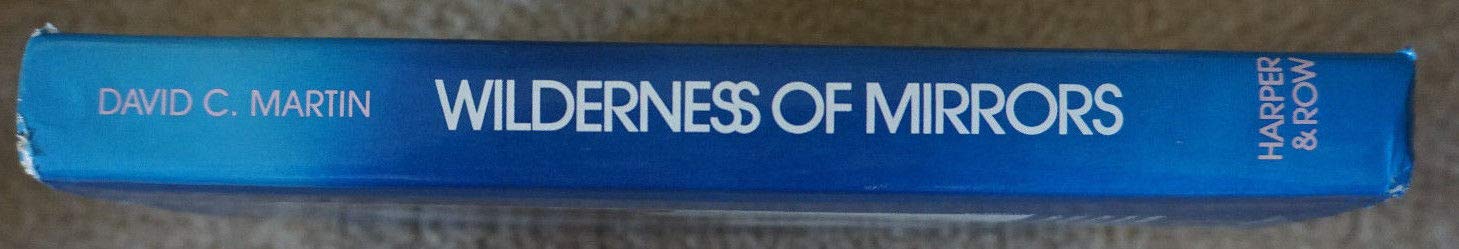 DAVID C. MARTIN
WILDERNESS OF MIRRORS
HARPER
& ROW